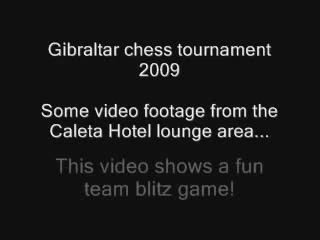 Gibraltar chess tournament
2009
Some video footage from the
Caleta Hotel lounge area...
This video shows a fun
team blitz game!